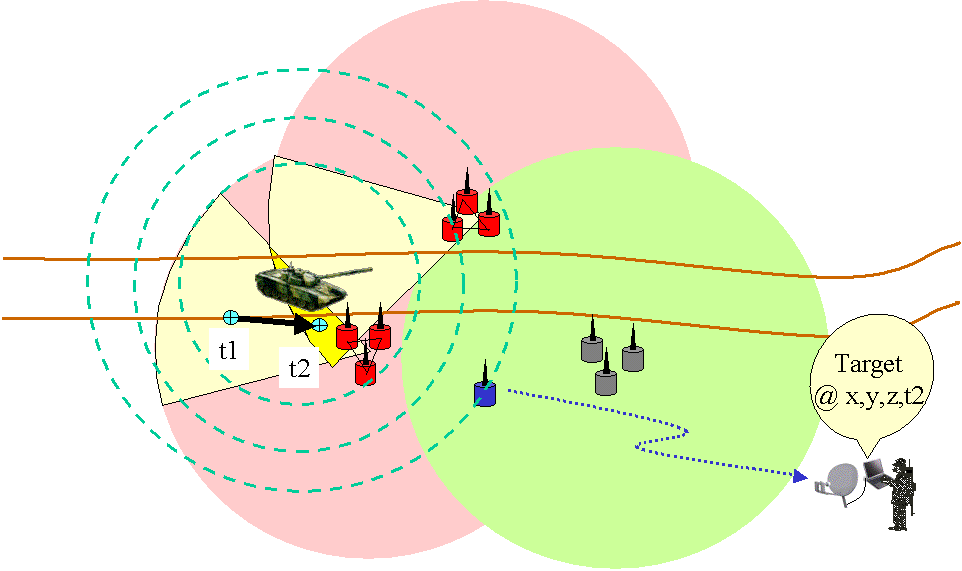 t1
t2
Target
@ x,y,z,t2